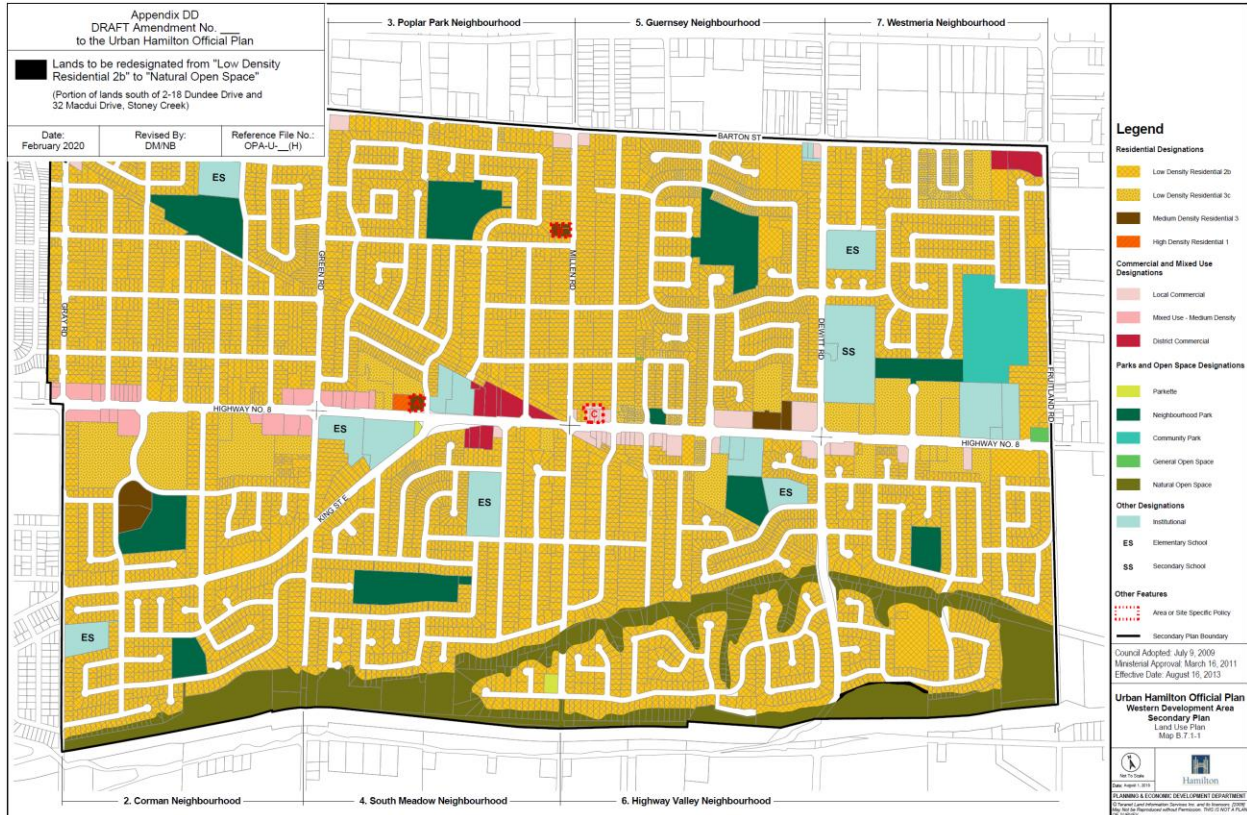 Appendix DD
DRAFT Amendment No. ___
to the Urban Hamilton Official Plan
Lands to be redesignated from "Low Density
Residential 2b" to "Natural Open Space"
(Portion of lands south of 2-18 Dundee Drive and
32 Macdui Drive, Stoney Creek)
Date:
February 2020
Revised By:
DM/NB
Reference File No.:
OPA-U-__(H)
3. Poplar Park Neighbourhood
5. Guernsey Neighbourhood
7. Westmeria Neighbourhood
BARTON ST
ES
GREEN RD
MILLEN RD
ES
GRAY RD
DEWITT RD
SS
FRUITLAND RD
HIGHWAY NO. 8
C
ES
HIGHWAY NO. 8
KING ST E
ES
ES
ES
2. Corman Neighbourhood
4. South Meadow Neighbourhood
6. Highway Valley Neighbourhood
Legend
Residential Designations
Low Density Residential 2b
Low Density Residential 3c
Medium Density Residential 3
High Density Residential 1
Commercial and Mixed Use
Designations
Local Commercial
Mixed Use - Medium Density
District Commercial
Parks and Open Space Designations
Parkette
Neighbourhood Park
Community Park
General Open Space
Natural Open Space
Other Designations
Institutional
ES Elementary School
SS Secondary School
Other Features
Area or Site Specific Policy
Secondary Plan Boundary
Council Adopted: July 9, 2009
Ministerial Approval: March 16, 2011
Effective Date: August 16, 2013
Urban Hamilton Official Plan
Western Development Area
Secondary Plan
Land Use Plan
Map B.7.1-1
N
Not To Scale
Hamilton
PLANNING & ECONOMIC DEVELOPMENT DEPARTMENT